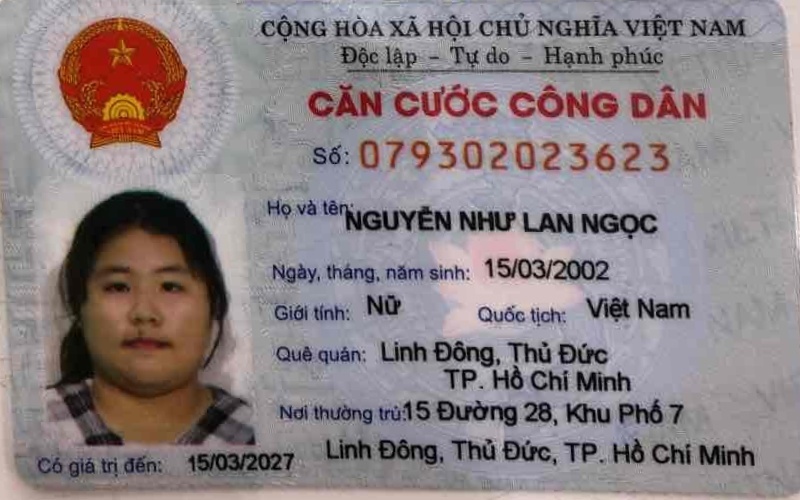 CỘNG HÒA XÃ HỘI CHỦ NGHĨA VIỆT NAM
Độc lập - Tự do - Hạnh phúc
CĂN CƯỚC CÔNG DÂN
Số: 079302023623
Họ và tên: NGUYỄN NHƯ LAN NGỌC
Ngày, tháng, năm sinh: 15/03/2002
Giới tính: Nữ Quốc tịch: Việt Nam
Quê quán: Linh Đông, Thủ Đức
TP. Hồ Chí Minh
Nơi thường trú: 15 Đường 28, Khu Phố 7
Linh Đông, Thủ Đức, TP. Hồ Chí Minh
Có giá trị đến: 15/03/2027